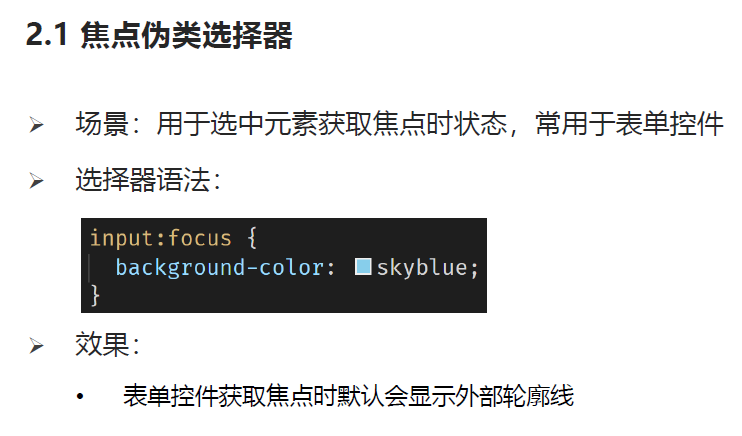 2.1 焦点伪类选择器
➢ 场景：用于选中元素获取焦点时状态，常用于表单控件
➢ 选择器语法：
input:focus {
background-color: skyblue;
}
➢ 效果：
• 表单控件获取焦点时默认会显示外部轮廓线